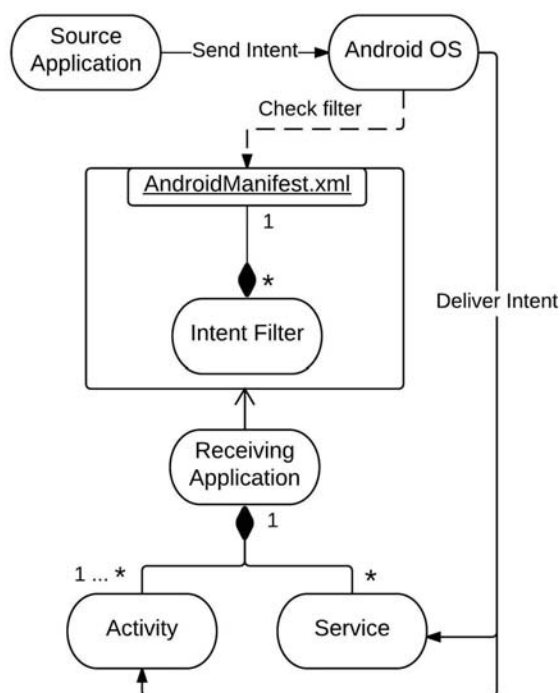 Source
Application
Send Intent
Android OS
Check filter
AndroidManifest.xml
1
*
Intent Filter
Deliver Intent
Receiving
Application
1
1 ... *
*
Activity
Service